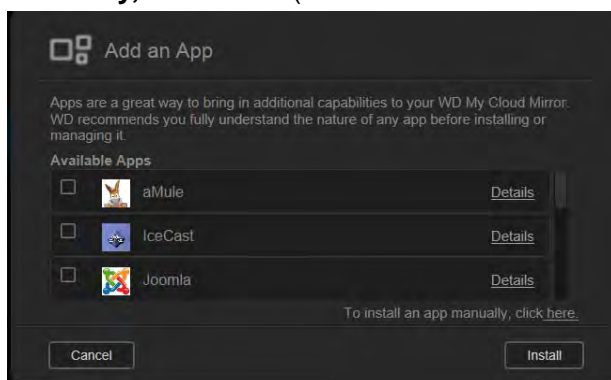 Add an App
Apps are a great way to bring in additional capabilities to your WD My Cloud Mirror.
WD recommends you fully understand the nature of any app before installing or
managing it.
Available Apps
aMule Details
IceCast Details
Joomla Details
To install an app manually, click here.
Cancel Install